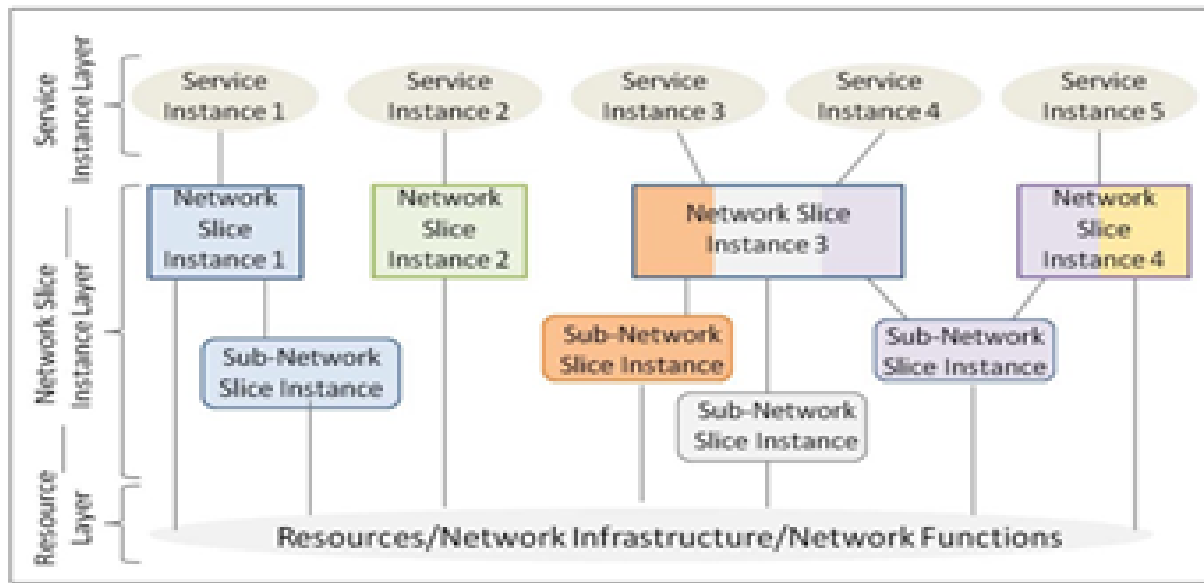 Service
Instance Layer
Service
Instance 1
Service
Instance 2
Service
Instance 3
Service
Instance 4
Service
Instance 5
Network Slice
Instance Layer
Network
Slice
Instance 1
Network
Slice
Instance 2
Network Slice
Instance 3
Network
Slice
Instance 4
Sub-Network
Slice Instance
Sub-Network
Slice Instance
Sub-Network
Slice Instance
Sub-Network
Slice Instance
Resource
Layer
Resources/Network Infrastructure/Network Functions